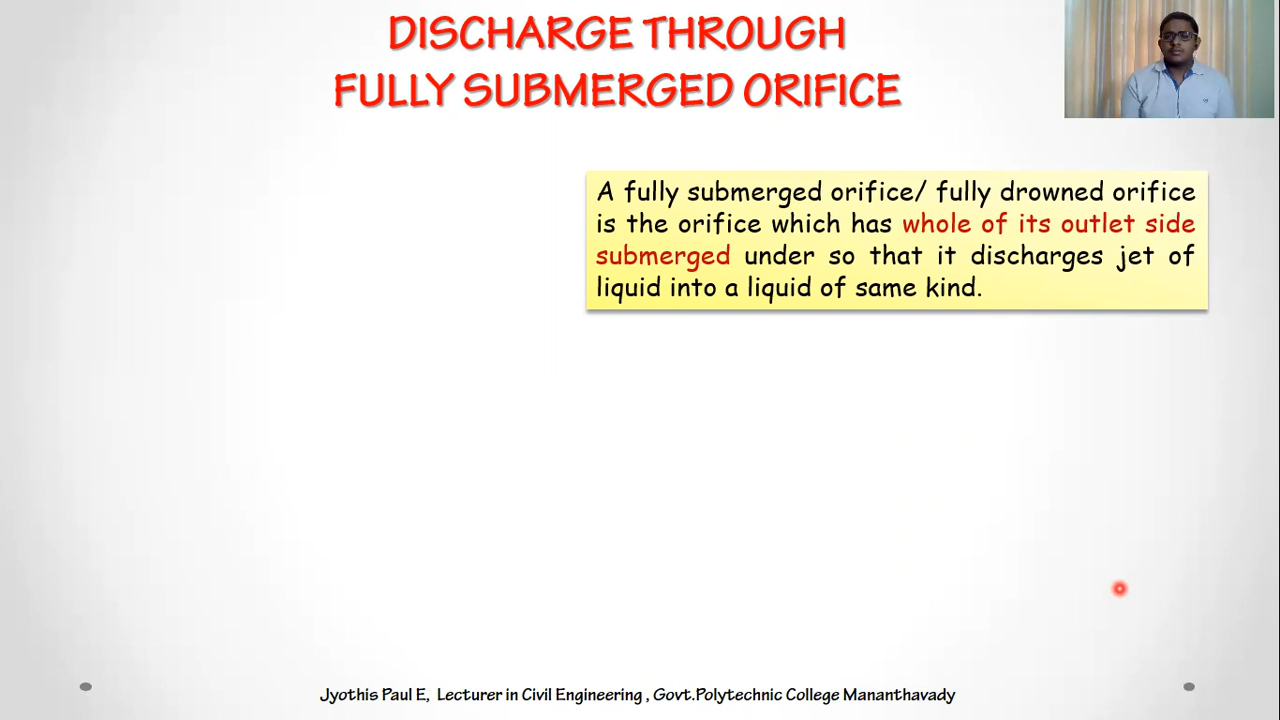 DISCHARGE THROUGH
FULLY SUBMERGED ORIFICE
A fully submerged orifice/ fully drowned orifice
is the orifice which has whole of its outlet side
submerged under so that it discharges jet of
liquid into a liquid of same kind.
Jyothis Paul E, Lecturer in Civil Engineering , Govt.Polytechnic College Mananthavady